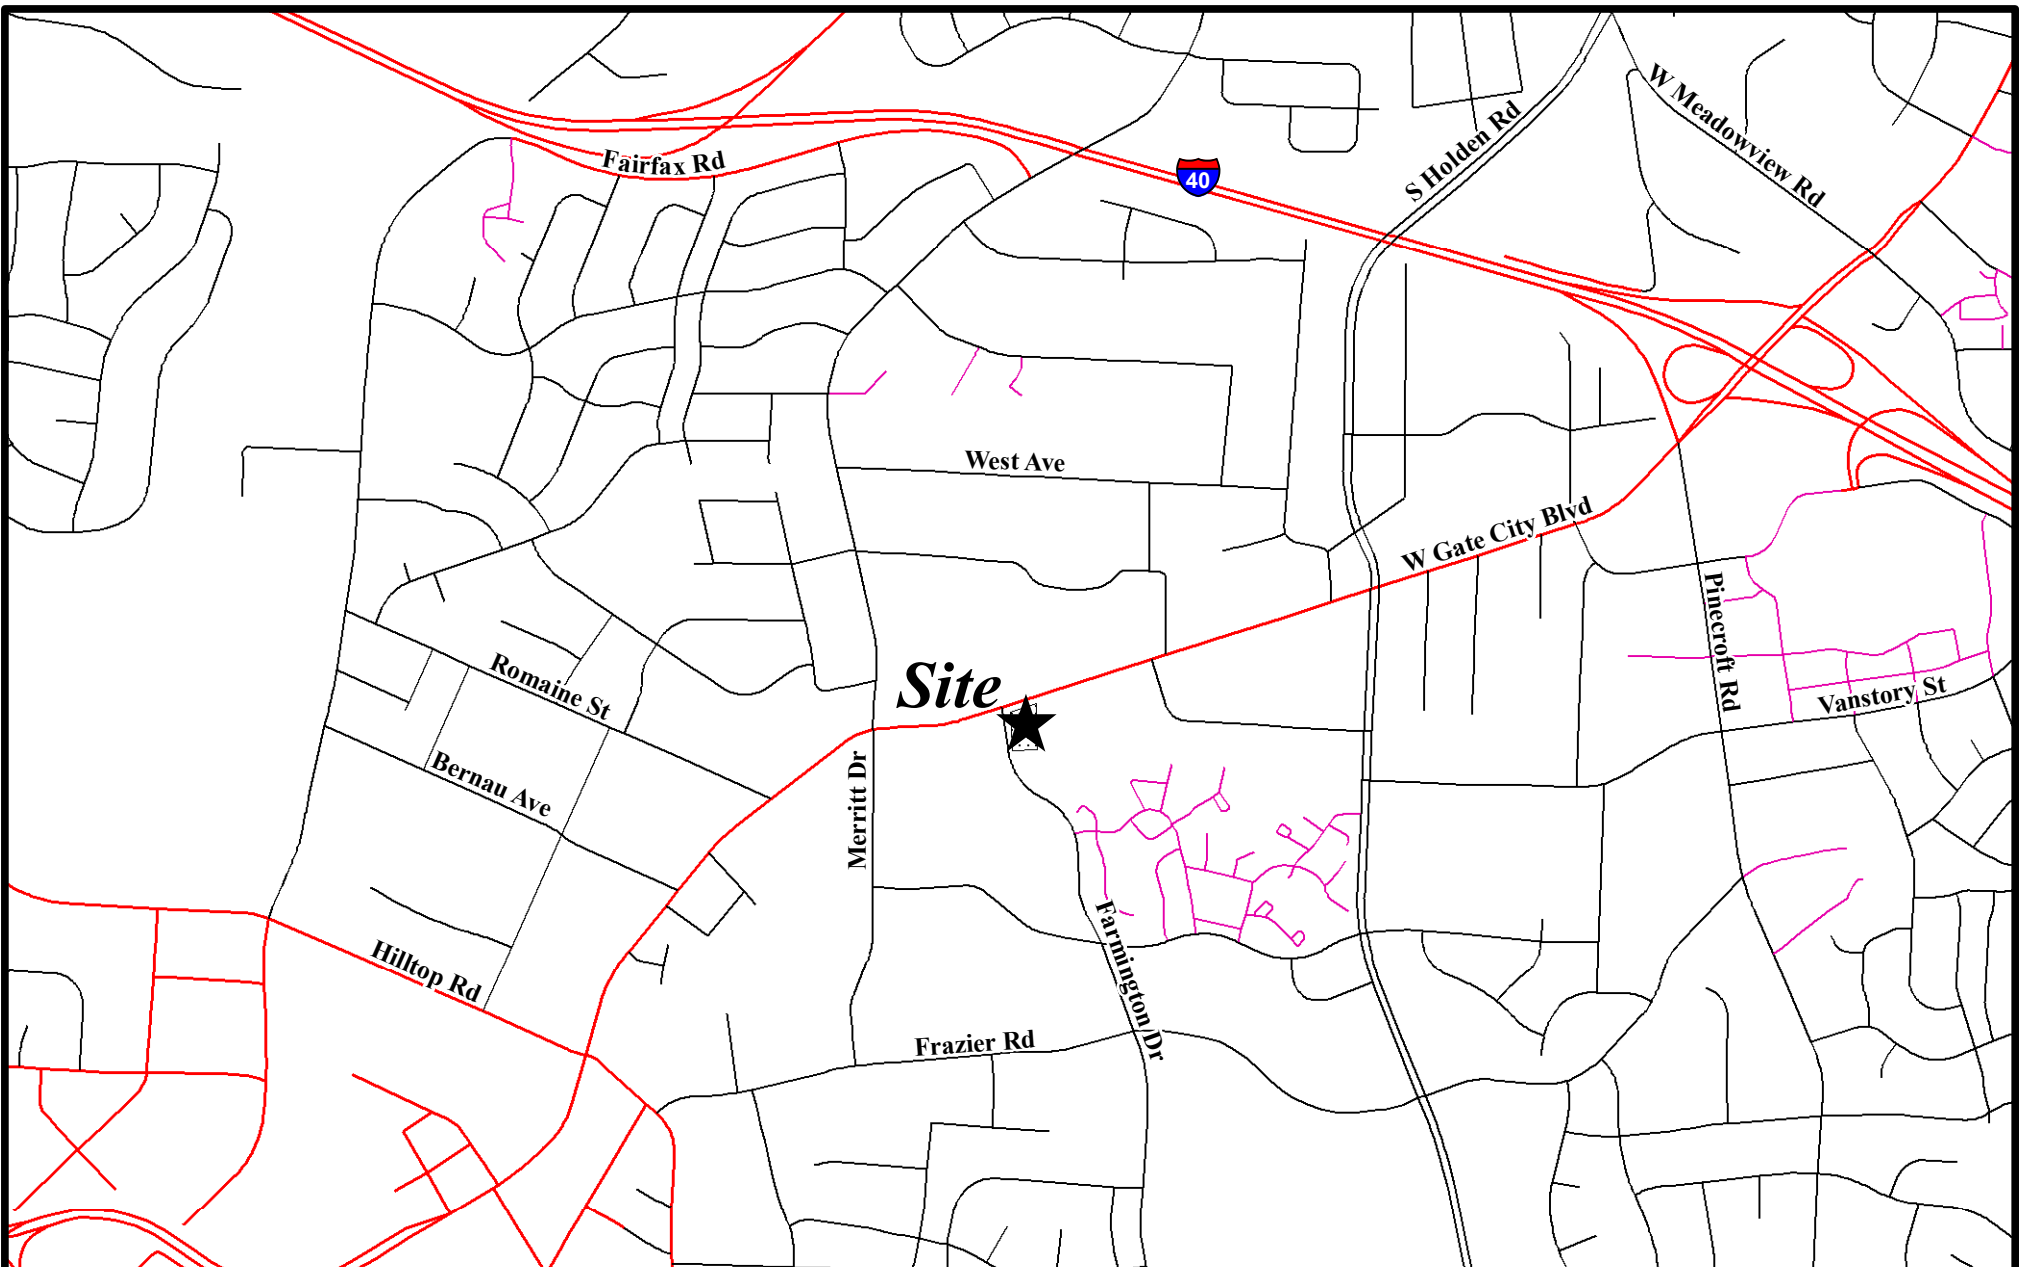 W Meadowview Rd
S Holden Rd
Fairfax Rd
40
West Ave
W Gate City Blvd
Pinecroft Rd
Romaine St
Site
Vanstory St
Bernau Ave
Merritt Dr
Farmington Dr
Hilltop Rd
Frazier Rd